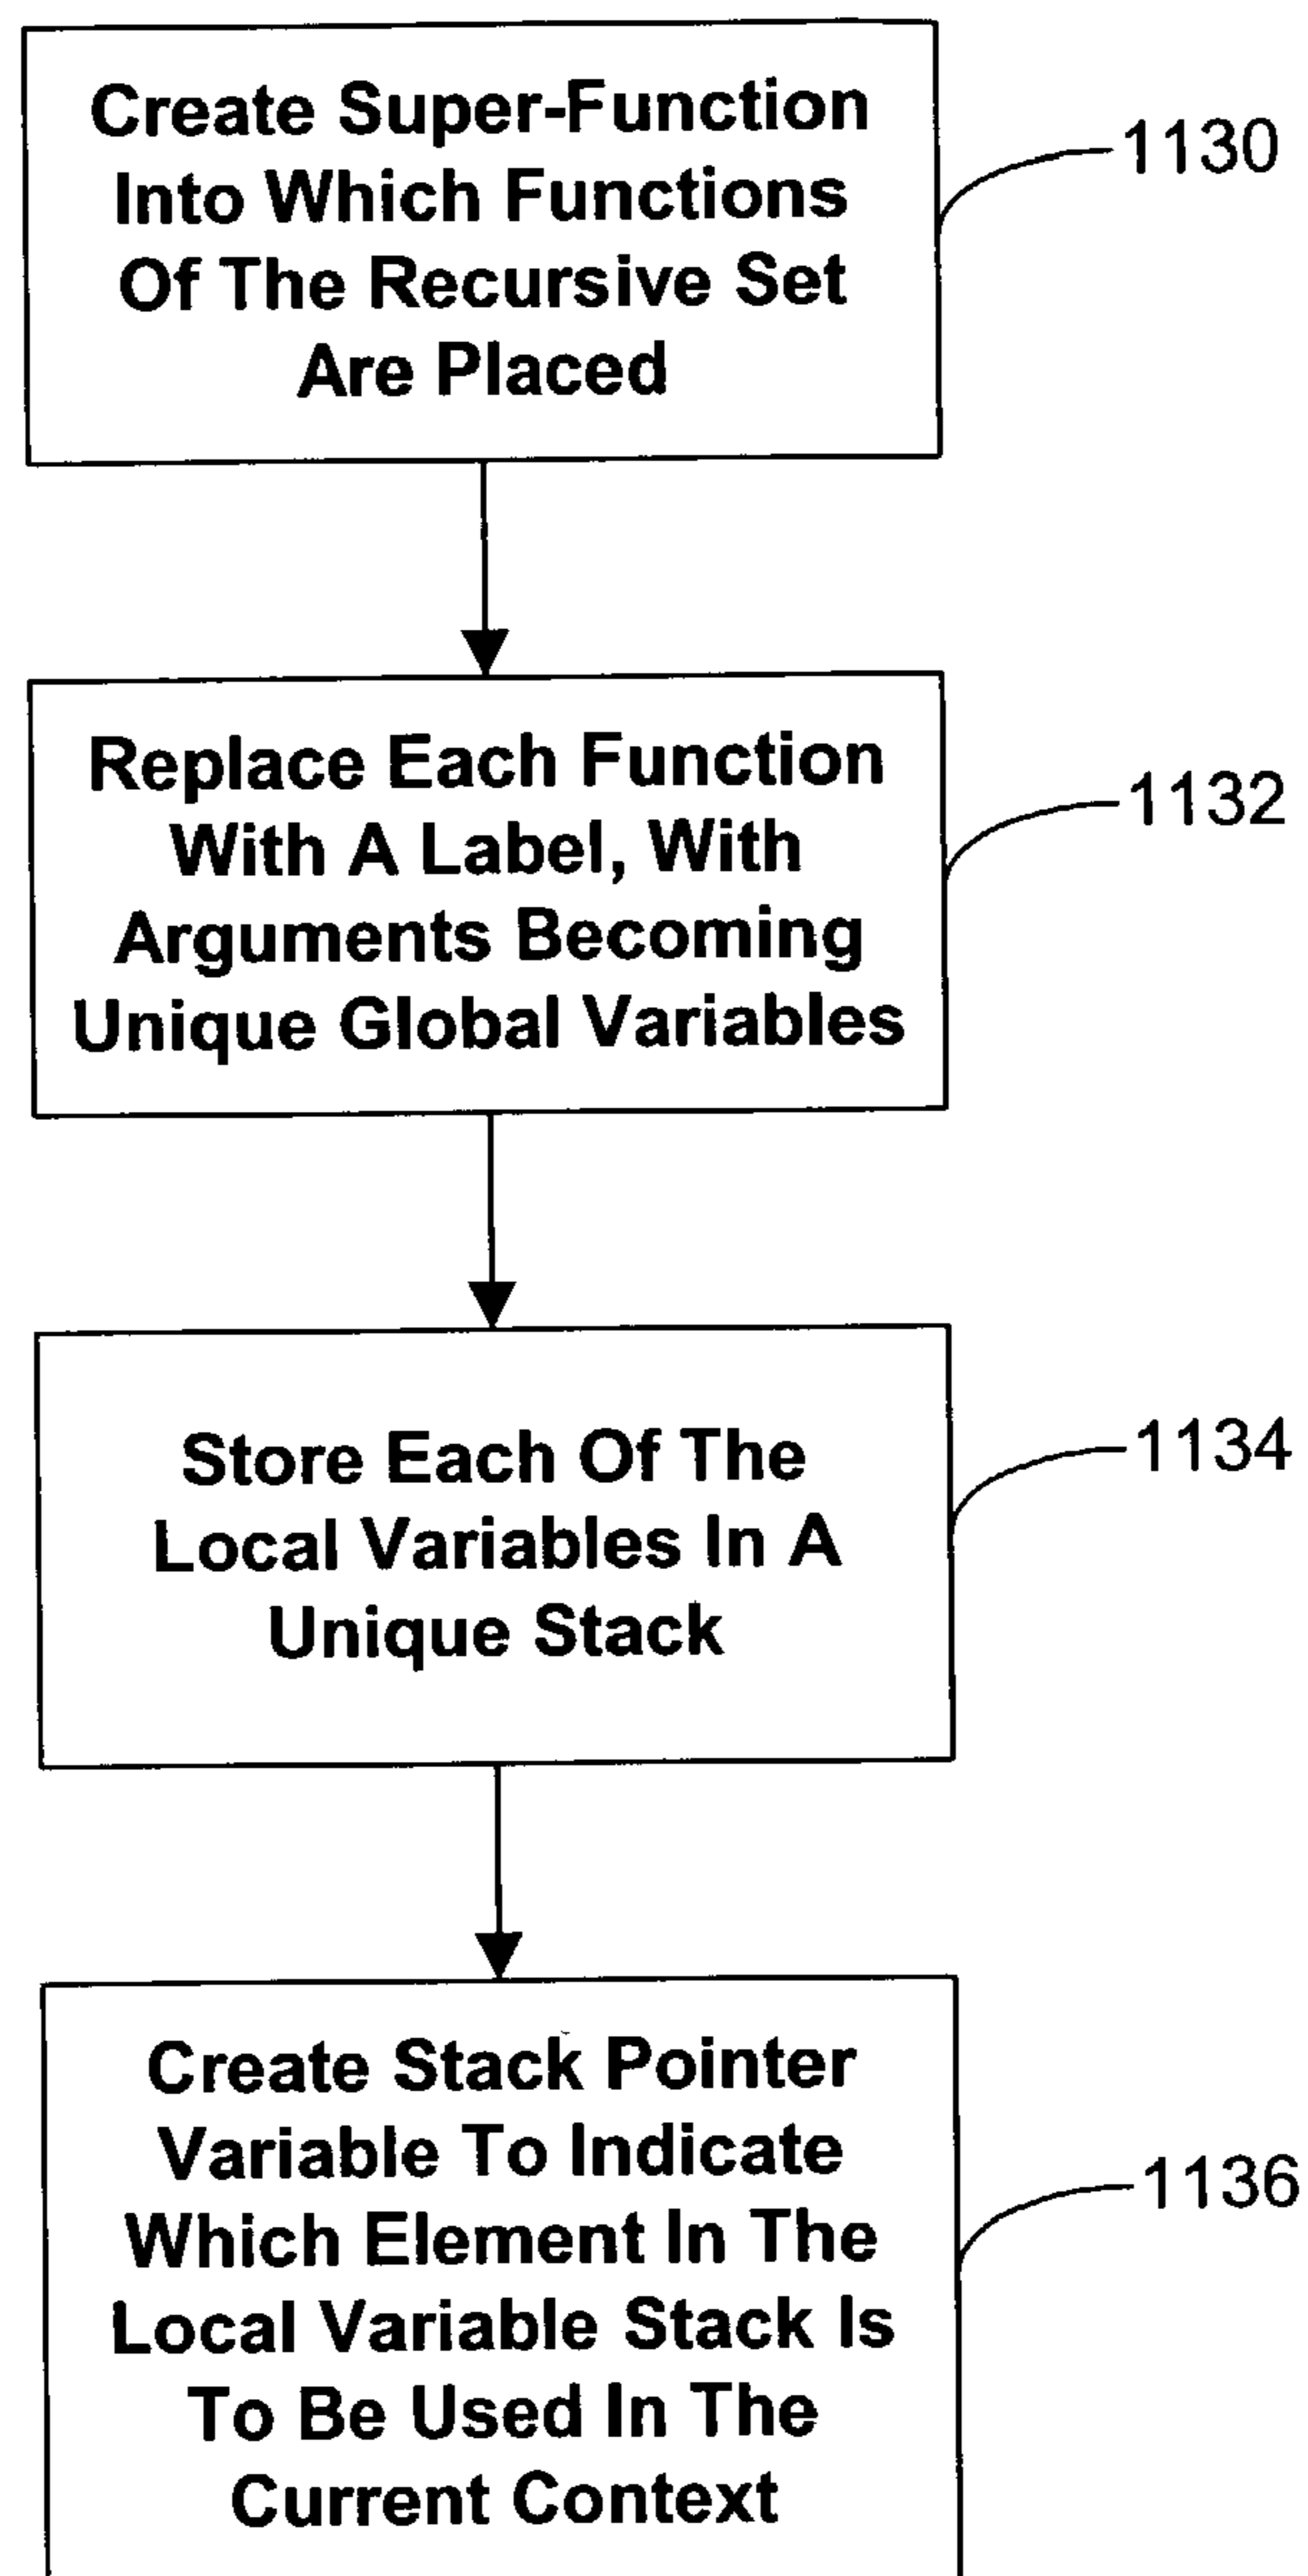 Create Super-Function
Into Which Functions
Of The Recursive Set
Are Placed
1130
Replace Each Function
With A Label, With
Arguments Becoming
Unique Global Variables
1132
Store Each Of The
Local Variables In A
Unique Stack
1134
Create Stack Pointer
Variable To Indicate
Which Element In The
Local Variable Stack Is
To Be Used In The
Current Context
1136